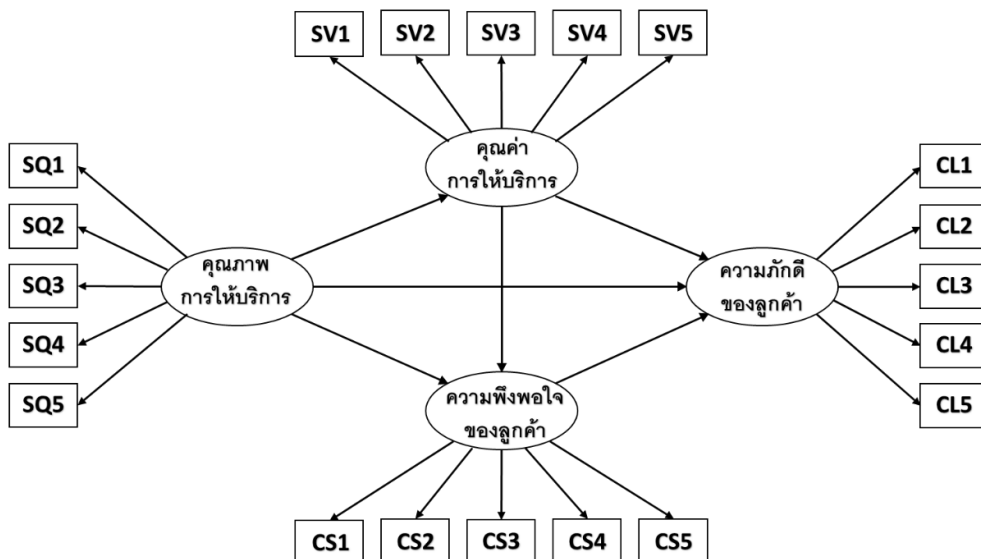 SV1
SV2
SV3
SV4
SV5
คุณค่า
การให้บริการ
SQ1
SQ2
SQ3
SQ4
SQ5
คุณภาพ
การให้บริการ
ความภักดี
ของลูกค้า
CL1
CL2
CL3
CL4
CL5
ความพึงพอใจ
ของลูกค้า
CS1
CS2
CS3
CS4
CS5